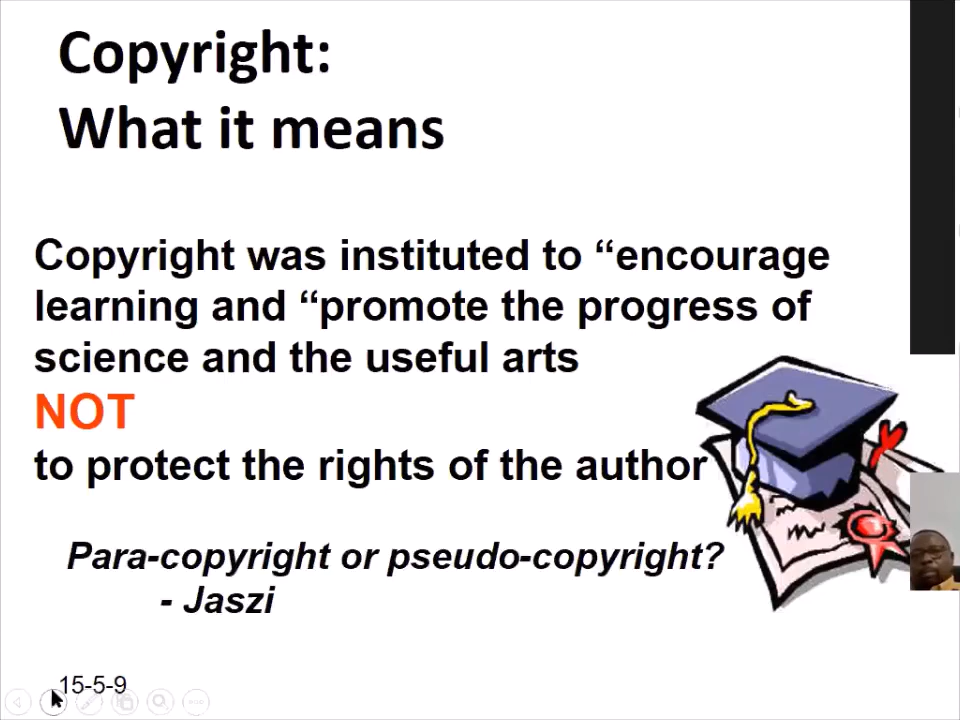 Copyright:
What it means
Copyright was instituted to “encourage
learning and “promote the progress of
science and the useful arts
NOT
to protect the rights of the author
Para-copyright or pseudo-copyright?
- Jaszi
15-5-9